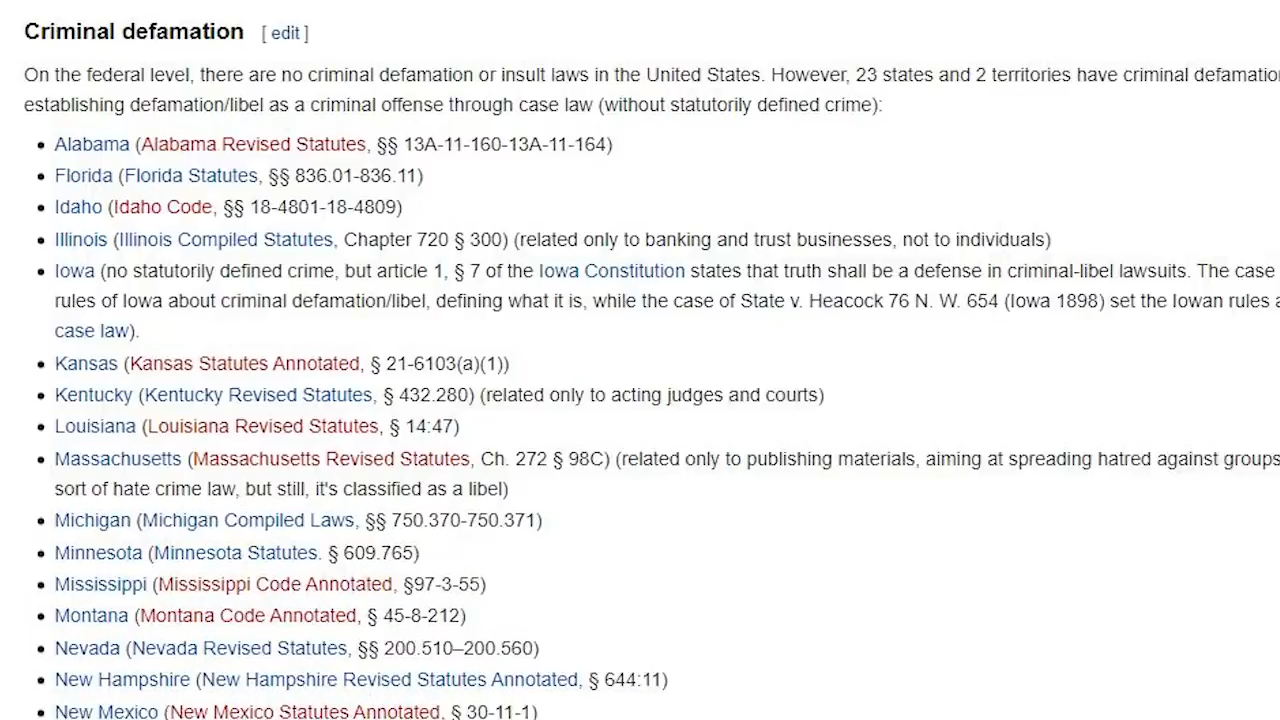 Criminal defamation [ edit ]
On the federal level, there are no criminal defamation or insult laws in the United States. However, 23 states and 2 territories have criminal
establishing defamation/libel as a criminal offense through case law (without statutorily defined crime):
• Alabama (Alabama Revised Statutes, §§ 13A-11-160-13A-11-164)
• Florida (Florida Statutes, §§ 836.01-836.11)
• Idaho (Idaho Code, §§ 18-4801-18-4809)
• Illinois (Illinois Compiled Statutes, Chapter 720 § 300) (related only to banking and trust businesses, not to individuals)
• Iowa (no statutorily defined crime, but article 1, § 7 of the Iowa Constitution states that truth shall be a defense in criminal-libel lawsuits. The case
rules of Iowa about criminal defamation/libel, defining what it is, while the case of State v. Heacock 76 N. W. 654 (Iowa 1898) set the Iowan rules
case law).
• Kansas (Kansas Statutes Annotated, § 21-6103(a)(1))
• Kentucky (Kentucky Revised Statutes, § 432.280) (related only to acting judges and courts)
• Louisiana (Louisiana Revised Statutes, § 14:47)
• Massachusetts (Massachusetts Revised Statutes, Ch. 272 § 98C) (related only to publishing materials, aiming at spreading hatred against groups
sort of hate crime law, but still, it's classified as a libel)
• Michigan (Michigan Compiled Laws, §§ 750.370-750.371)
• Minnesota (Minnesota Statutes. § 609.765)
• Mississippi (Mississippi Code Annotated, §97-3-55)
• Montana (Montana Code Annotated, § 45-8-212)
• Nevada (Nevada Revised Statutes, §§ 200.510–200.560)
• New Hampshire (New Hampshire Revised Statutes Annotated, § 644:11)
• New Mexico (New Mexico Statutes Annotated, § 30-11-1)